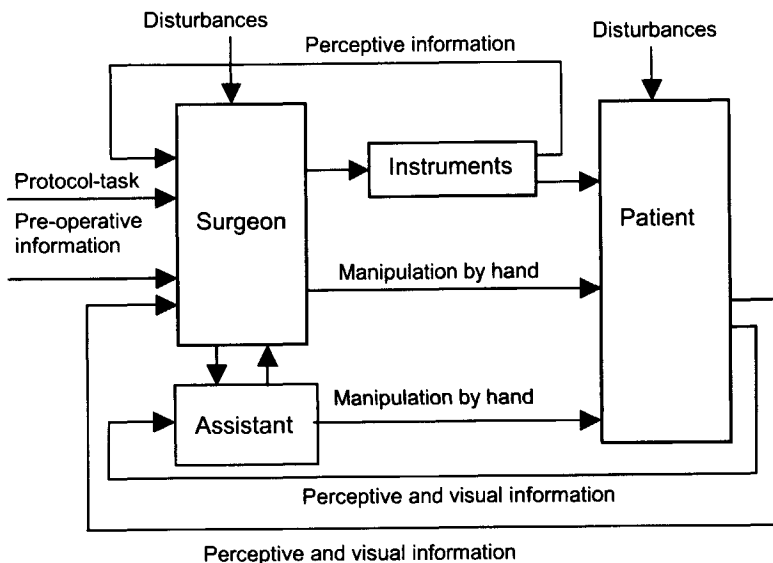 Disturbances
Perceptive information
Disturbances
Instruments
Protocol-task
Surgeon
Patient
Pre-operative
information
Manipulation by hand
Manipulation by hand
Assistant
Perceptive and visual information
Perceptive and visual information